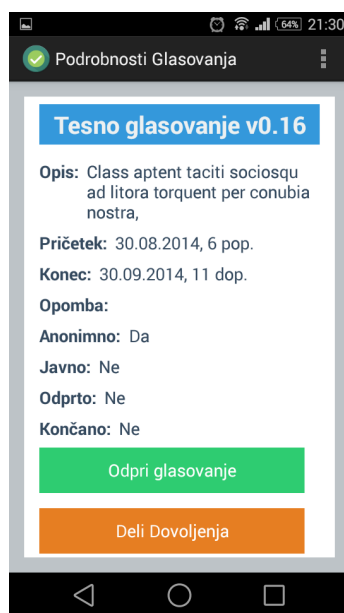 64% 21:30
Podrobnosti Glasovanja
Tesno glasovanje v0.16
Opis: Class aptent taciti sociosqu
ad litora torquent per conubia
nostra,
Pričetek: 30.08.2014, 6 pop.
Konec: 30.09.2014, 11 dop.
Opomba:
Anonimno: Da
Javno: Ne
Odprto: Ne
Končano: Ne
Odpri glasovanje
Deli Dovoljenja